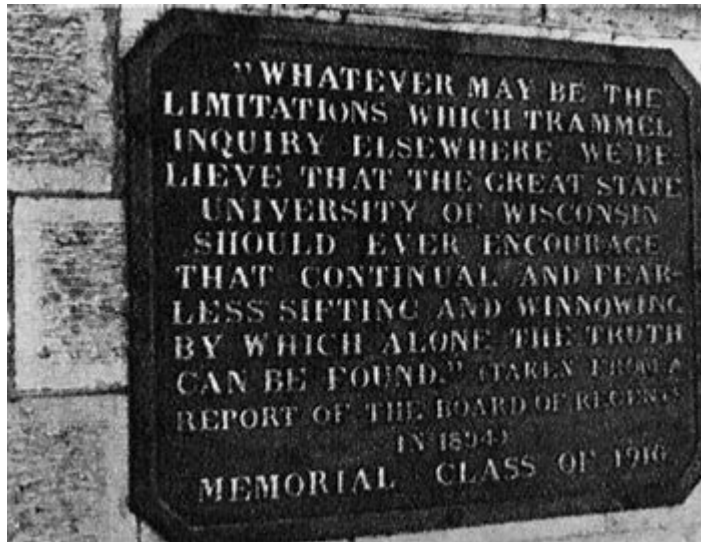 "WHATEVER MAY BE THE
LIMITATIONS WHICH TRAMMEL
INQUIRY ELSEWHERE WE BE-
LIEVE THAT THE GREAT STATE
UNIVERSITY OF WISCONSIN
SHOULD EVER ENCOURAGE
THAT CONTINUAL AND FEAR-
LESS SIFTING AND WINNOWING
BY WHICH ALONE THE TRUTH
CAN BE FOUND." (TAKEN FROM A
REPORT OF THE BOARD OF REGENTS
IN 1894)
MEMORIAL CLASS OF 1910